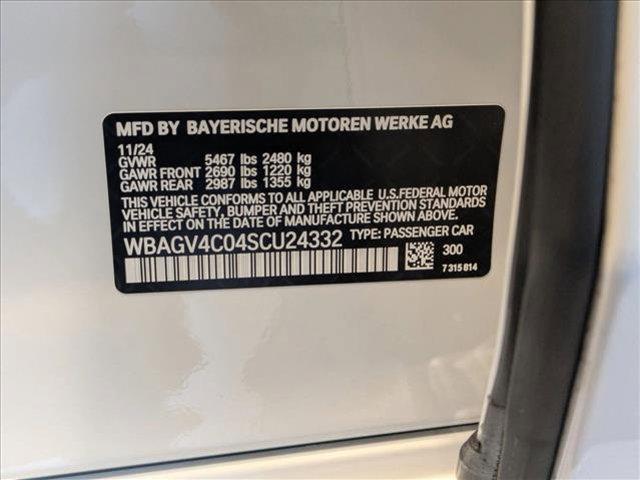 MFD BY BAYERISCHE MOTOREN WERKE AG
11/24
GVWR 5467 lbs 2480 kg
GAWR FRONT 2690 lbs 1220 kg
GAWR REAR 2987 lbs 1355 kg
THIS VEHICLE CONFORMS TO ALL APPLICABLE U.S.FEDERAL MOTOR
VEHICLE SAFETY, BUMPER AND THEFT PREVENTION STANDARDS
IN EFFECT ON THE DATE OF MANUFACTURE SHOWN ABOVE.
WBAGV4C04SCU24332 TYPE: PASSENGER CAR
300
7 315 814